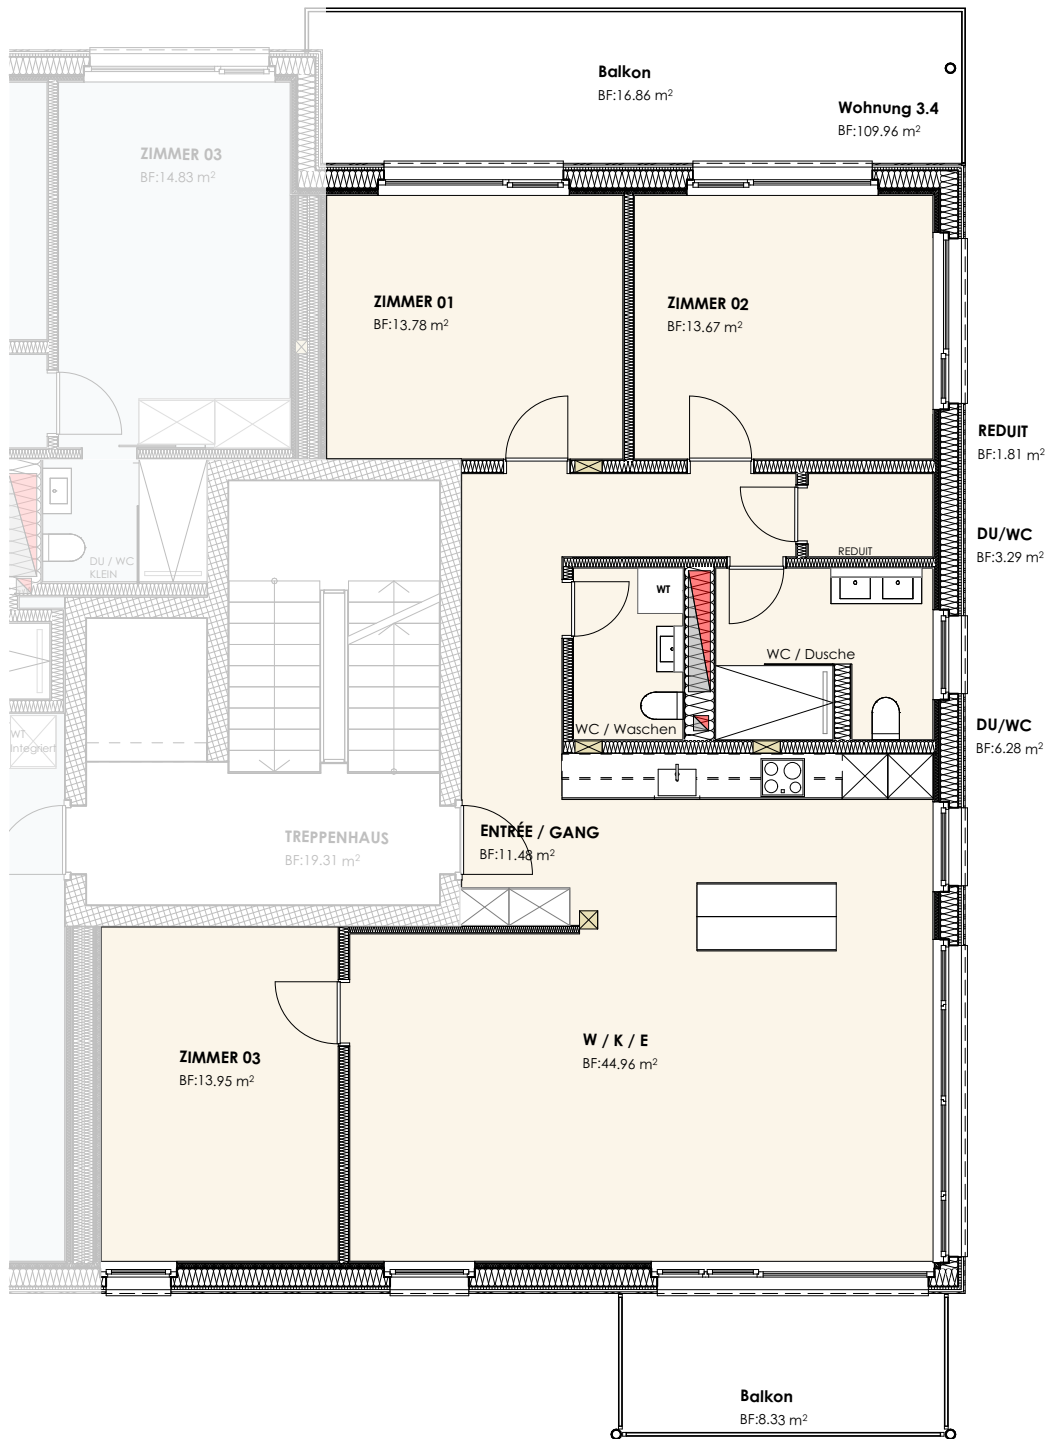 Balkon
BF:16.86 m²
Wohnung 3.4
BF:109.96 m²
ZIMMER 03
BF:14.83 m²
ZIMMER 01
BF:13.78 m²
ZIMMER 02
BF:13.67 m²
REDUIT
BF:1.81 m²
DU/WC
BF:3.29 m²
REDUIT
DU / WC
KLEIN
WT
WC / Dusche
WC / Waschen
DU/WC
BF:6.28 m²
WT
integriert
TREPPENHAUS
BF:19.31 m²
ENTRÉE / GANG
BF:11.48 m²
W / K / E
BF:44.96 m²
ZIMMER 03
BF:13.95 m²
Balkon
BF:8.33 m²